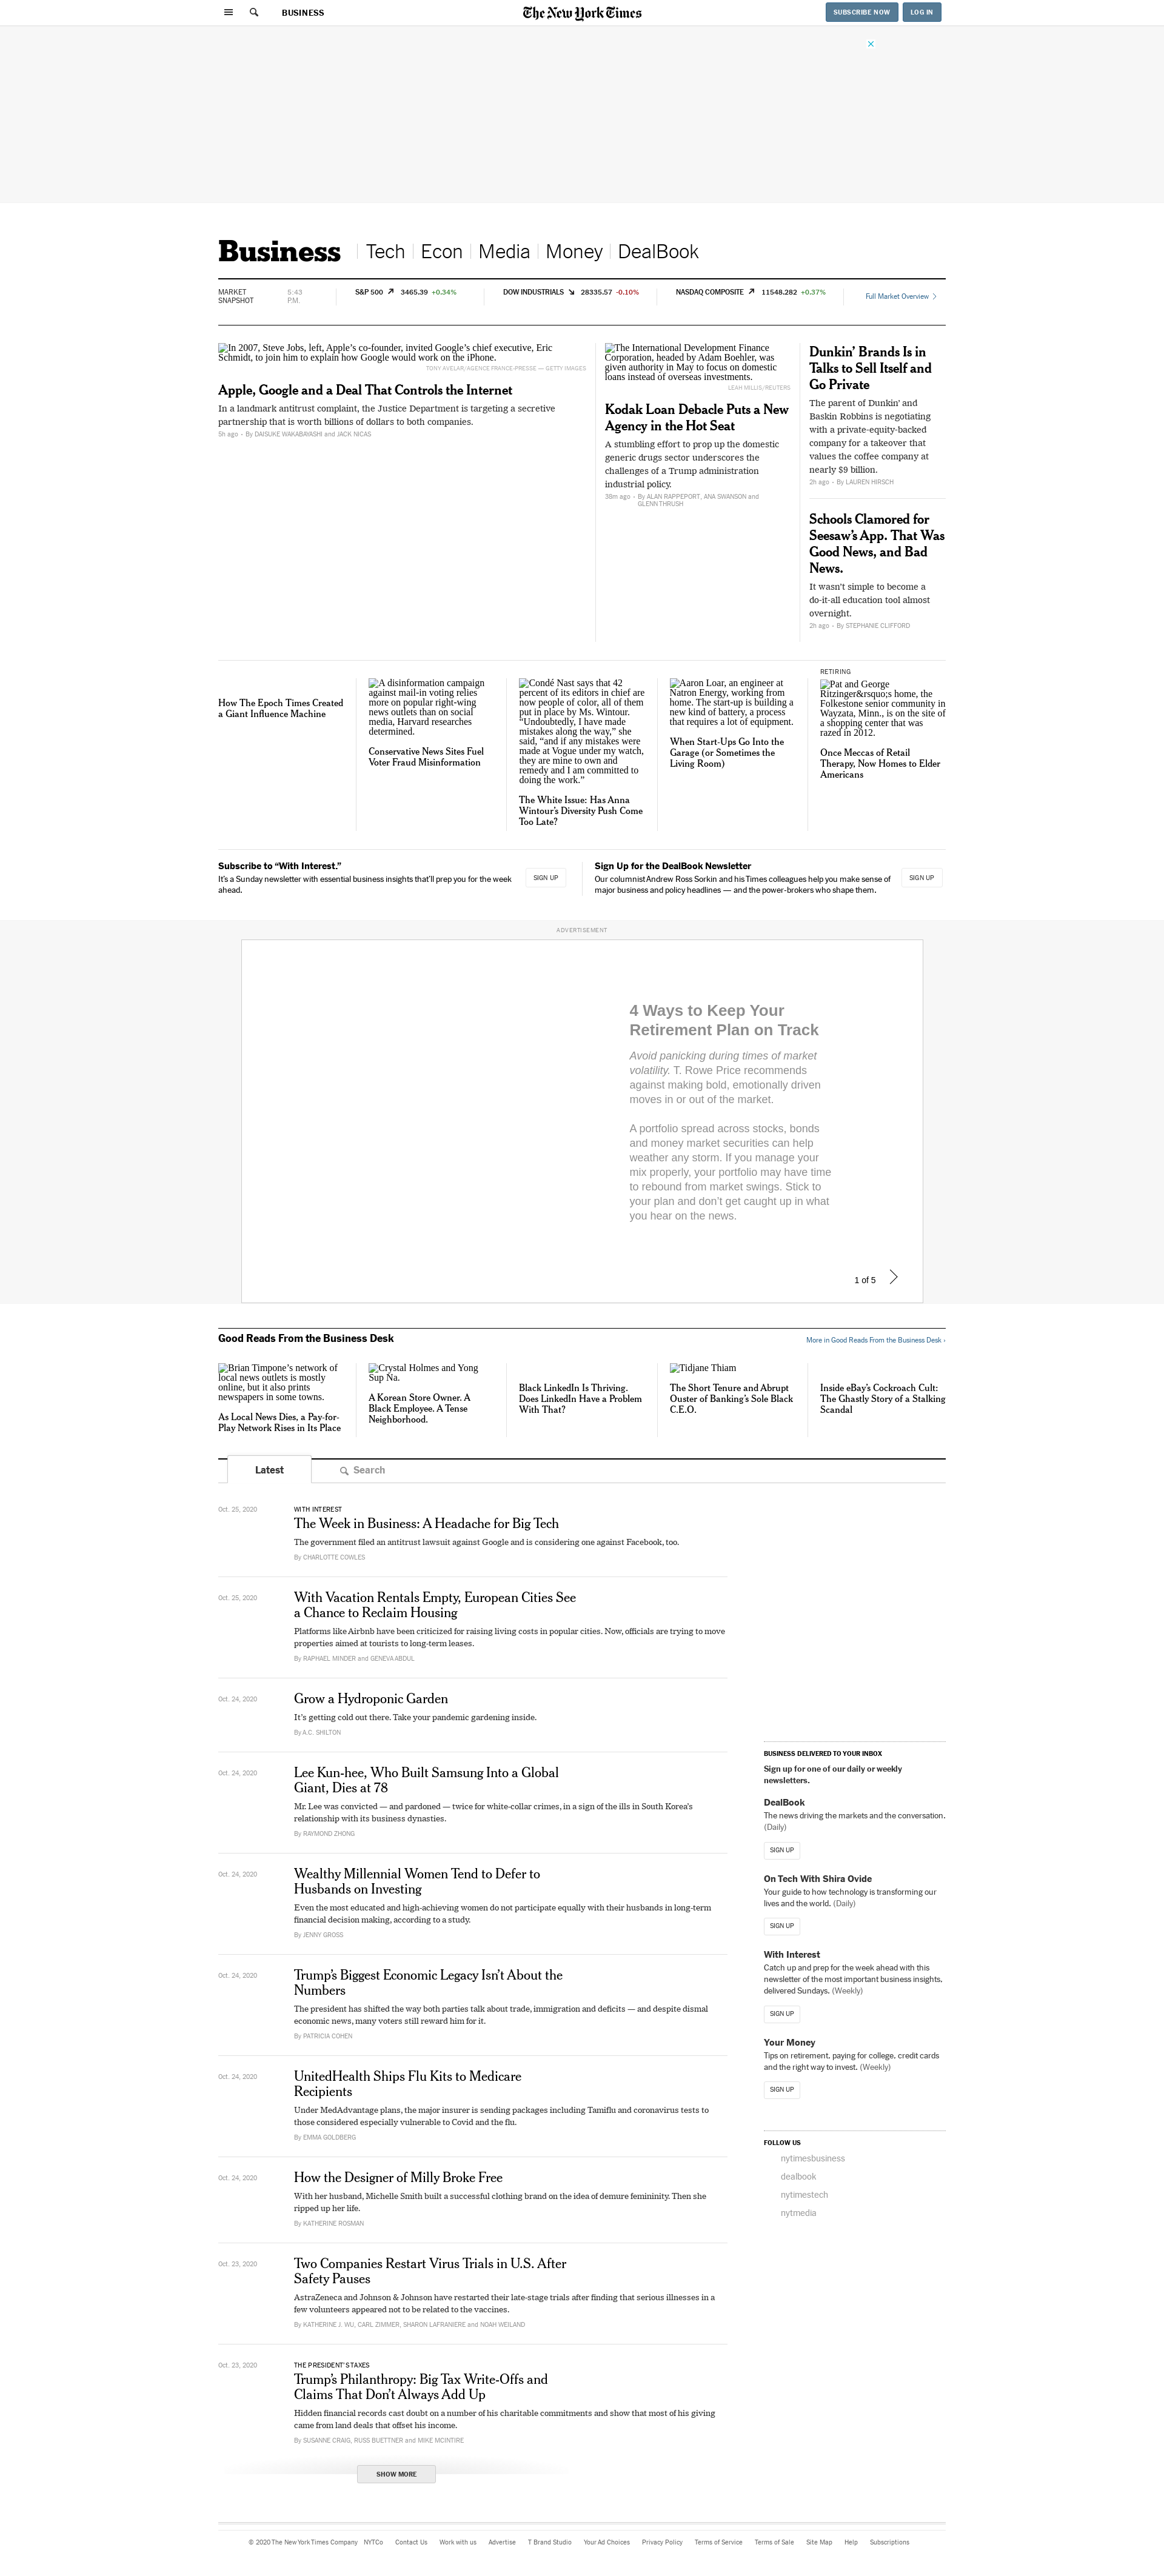 BUSINESS
The New York Times
SUBSCRIBE NOW
LOG IN
Business
Tech
Econ
Media
Money
DealBook
MARKET
SNAPSHOT
5:43
P.M.
S&P 500 3465.39 +0.34%
DOW INDUSTRIALS 28335.57 -0.10%
NASDAQ COMPOSITE 11548.282 +0.37%
Full Market Overview
In 2007, Steve Jobs, left, Apple’s co-founder, invited Google’s chief executive, Eric
Schmidt, to join him to explain how Google would work on the iPhone.
TONY AVELAR/AGENCE FRANCE-PRESSE — GETTY IMAGES
Apple, Google and a Deal That Controls the Internet
In a landmark antitrust complaint, the Justice Department is targeting a secretive
partnership that is worth billions of dollars to both companies.
5h ago - By DAISUKE WAKABAYASHI and JACK NICAS
The International Development Finance
Corporation, headed by Adam Boehler, was
given authority in May to focus on domestic
loans instead of overseas investments.
LEAH MILLIS/REUTERS
Kodak Loan Debacle Puts a New
Agency in the Hot Seat
A stumbling effort to prop up the domestic
generic drugs sector underscores the
challenges of a Trump administration
industrial policy.
38m ago - By ALAN RAPPEPORT, ANA SWANSON and
GLENN THRUSH
Dunkin’ Brands Is in
Talks to Sell Itself and
Go Private
The parent of Dunkin’ and
Baskin Robbins is negotiating
with a private-equity-backed
company for a takeover that
values the coffee company at
nearly $9 billion.
2h ago - By LAUREN HIRSCH
Schools Clamored for
Seesaw’s App. That Was
Good News, and Bad
News.
It wasn’t simple to become a
do-it-all education tool almost
overnight.
2h ago - By STEPHANIE CLIFFORD
How The Epoch Times Created
a Giant Influence Machine
A disinformation campaign
against mail-in voting relies
more on popular right-wing
news outlets than on social
media, Harvard researches
determined.
Conservative News Sites Fuel
Voter Fraud Misinformation
Condé Nast says that 42
percent of its editors in chief are
now people of color, all of them
put in place by Ms. Wintour.
“Undoubtedly, I have made
mistakes along the way,” she
said, “and if any mistakes were
made at Vogue under my watch,
they are mine to own and
remedy and I am committed to
doing the work.”
The White Issue: Has Anna
Wintour’s Diversity Push Come
Too Late?
Aaron Loar, an engineer at
Natron Energy, working from
home. The start-up is building a
new kind of battery, a process
that requires a lot of equipment.
When Start-Ups Go Into the
Garage (or Sometimes the
Living Room)
RETIRING
Pat and George
Ritzinger&rsquo;s home, the
Folkestone senior community in
Wayzata, Minn., is on the site of
a shopping center that was
razed in 2012.
Once Meccas of Retail
Therapy, Now Homes to Elder
Americans
Subscribe to “With Interest.”
It’s a Sunday newsletter with essential business insights that’ll prep you for the week
ahead.
SIGN UP
Sign Up for the DealBook Newsletter
Our columnist Andrew Ross Sorkin and his Times colleagues help you make sense of
major business and policy headlines — and the power-brokers who shape them.
SIGN UP
ADVERTISEMENT
4 Ways to Keep Your
Retirement Plan on Track
Avoid panicking during times of market
volatility. T. Rowe Price recommends
against making bold, emotionally driven
moves in or out of the market.
A portfolio spread across stocks, bonds
and money market securities can help
weather any storm. If you manage your
mix properly, your portfolio may have time
to rebound from market swings. Stick to
your plan and don’t get caught up in what
you hear on the news.
1 of 5
Good Reads From the Business Desk
More in Good Reads From the Business Desk ›
Brian Timpone’s network of
local news outlets is mostly
online, but it also prints
newspapers in some towns.
As Local News Dies, a Pay-for-
Play Network Rises in Its Place
Crystal Holmes and Yong
Sup Na.
A Korean Store Owner. A
Black Employee. A Tense
Neighborhood.
Black LinkedIn Is Thriving.
Does LinkedIn Have a Problem
With That?
Tidjane Thiam
The Short Tenure and Abrupt
Ouster of Banking’s Sole Black
C.E.O.
Inside eBay’s Cockroach Cult:
The Ghastly Story of a Stalking
Scandal
Latest
Search
Oct. 25, 2020
WITH INTEREST
The Week in Business: A Headache for Big Tech
The government filed an antitrust lawsuit against Google and is considering one against Facebook, too.
By CHARLOTTE COWLES
Oct. 25, 2020
With Vacation Rentals Empty, European Cities See
a Chance to Reclaim Housing
Platforms like Airbnb have been criticized for raising living costs in popular cities. Now, officials are trying to move
properties aimed at tourists to long-term leases.
By RAPHAEL MINDER and GENEVA ABDUL
Oct. 24, 2020
Grow a Hydroponic Garden
It’s getting cold out there. Take your pandemic gardening inside.
By A.C. SHILTON
Oct. 24, 2020
Lee Kun-hee, Who Built Samsung Into a Global
Giant, Dies at 78
Mr. Lee was convicted — and pardoned — twice for white-collar crimes, in a sign of the ills in South Korea’s
relationship with its business dynasties.
By RAYMOND ZHONG
Oct. 24, 2020
Wealthy Millennial Women Tend to Defer to
Husbands on Investing
Even the most educated and high-achieving women do not participate equally with their husbands in long-term
financial decision making, according to a study.
By JENNY GROSS
Oct. 24, 2020
Trump’s Biggest Economic Legacy Isn’t About the
Numbers
The president has shifted the way both parties talk about trade, immigration and deficits — and despite dismal
economic news, many voters still reward him for it.
By PATRICIA COHEN
Oct. 24, 2020
UnitedHealth Ships Flu Kits to Medicare
Recipients
Under MedAdvantage plans, the major insurer is sending packages including Tamiflu and coronavirus tests to
those considered especially vulnerable to Covid and the flu.
By EMMA GOLDBERG
Oct. 24, 2020
How the Designer of Milly Broke Free
With her husband, Michelle Smith built a successful clothing brand on the idea of demure femininity. Then she
ripped up her life.
By KATHERINE ROSMAN
Oct. 23, 2020
Two Companies Restart Virus Trials in U.S. After
Safety Pauses
AstraZeneca and Johnson & Johnson have restarted their late-stage trials after finding that serious illnesses in a
few volunteers appeared not to be related to the vaccines.
By KATHERINE J. WU, CARL ZIMMER, SHARON LAFRANIERE and NOAH WEILAND
Oct. 23, 2020
THE PRESIDENT’S TAXES
Trump’s Philanthropy: Big Tax Write-Offs and
Claims That Don’t Always Add Up
Hidden financial records cast doubt on a number of his charitable commitments and show that most of his giving
came from land deals that offset his income.
By SUSANNE CRAIG, RUSS BUETTNER and MIKE MCINTIRE
SHOW MORE
BUSINESS DELIVERED TO YOUR INBOX
Sign up for one of our daily or weekly
newsletters.
DealBook
The news driving the markets and the conversation.
(Daily)
SIGN UP
On Tech With Shira Ovide
Your guide to how technology is transforming our
lives and the world. (Daily)
SIGN UP
With Interest
Catch up and prep for the week ahead with this
newsletter of the most important business insights,
delivered Sundays. (Weekly)
SIGN UP
Your Money
Tips on retirement, paying for college, credit cards
and the right way to invest. (Weekly)
SIGN UP
FOLLOW US
nytimesbusiness
dealbook
nytimestech
nytmedia
© 2020 The New York Times Company NYTCo Contact Us Work with us Advertise T Brand Studio Your Ad Choices Privacy Policy Terms of Service Terms of Sale Site Map Help Subscriptions